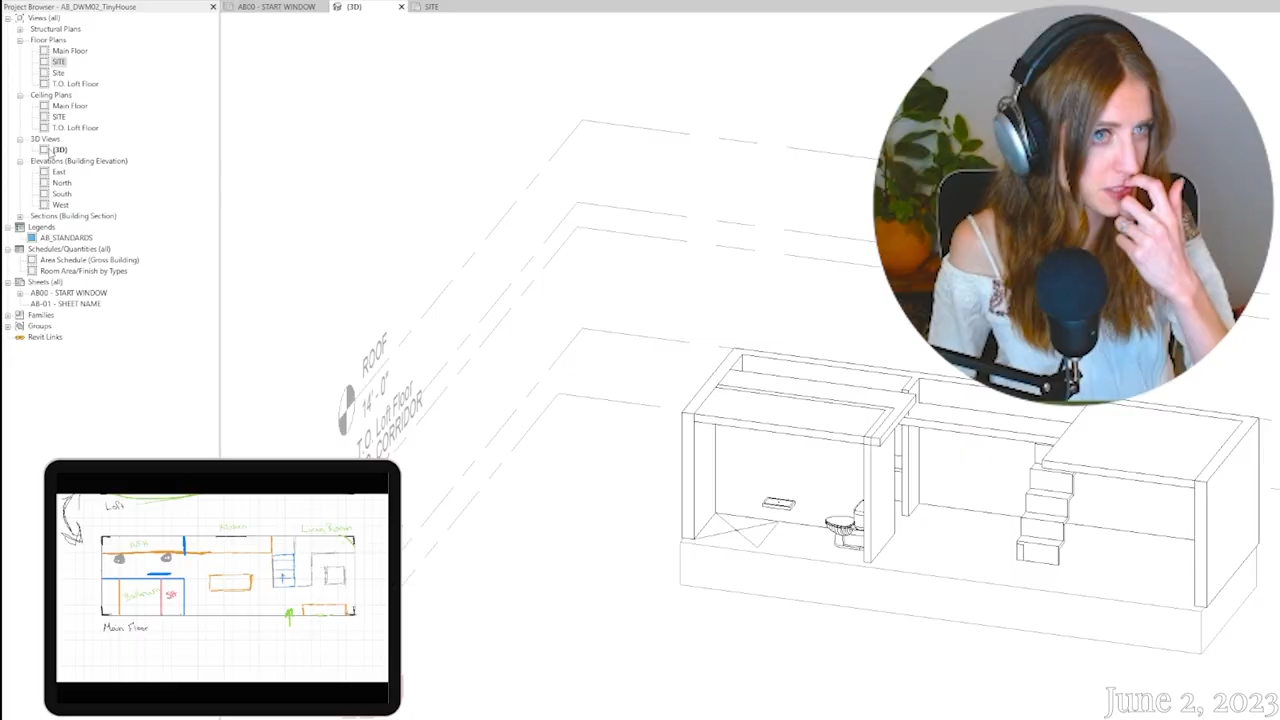 Project Browser - AB_DWM02_TinyHouse
Views (all)
Structural Plans
Floor Plans
Main Floor
SITE
Site
T.O. Loft Floor
Ceiling Plans
Main Floor
SITE
T.O. Loft Floor
3D Views
{3D}
Elevations (Building Elevation)
East
North
South
West
Sections (Building Section)
Legends
AB_STANDARDS
Schedules/Quantities (all)
Area Schedule (Gross Building)
Room Area/Finish by Types
Sheets (all)
AB00 - START WINDOW
AB-01 - SHEET NAME
Families
Groups
Revit Links
AB00 - START WINDOW
{3D}
SITE
ROOF
14' - 0"
T.O. Loft Floor
CORRIDOR
Loft
Kitchen
Living Room
Main Floor
June 2, 2023